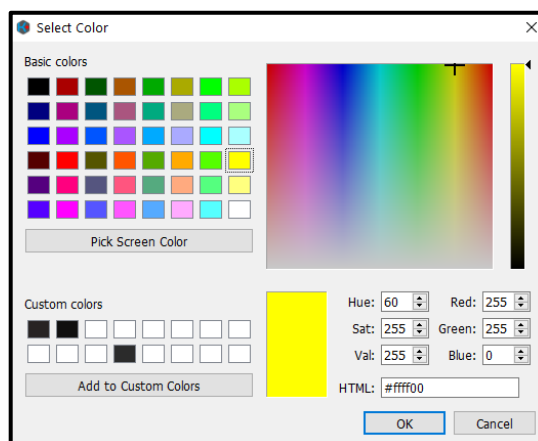 Select Color
Basic colors
Pick Screen Color
Custom colors
Add to Custom Colors
Hue: 60 Red: 255
Sat: 255 Green: 255
Val: 255 Blue: 0
HTML: #ffff00
OK Cancel